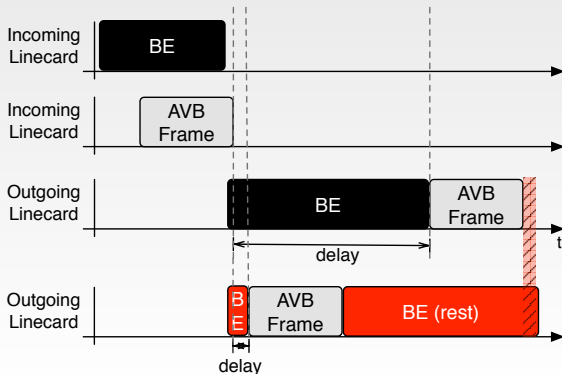 Incoming
Linecard
BE
Incoming
Linecard
AVB
Frame
Outgoing
Linecard
BE
AVB
Frame
t
delay
Outgoing
Linecard
B
E
AVB
Frame
BE (rest)
delay